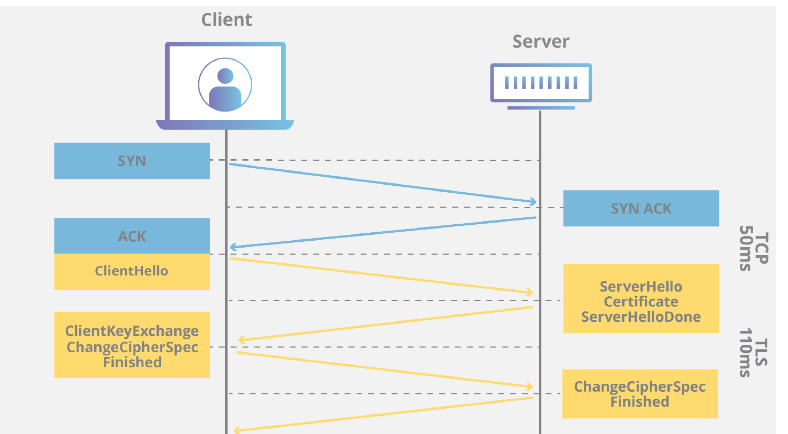 Client
Server
SYN
SYN ACK
ACK
ClientHello
TCP
50ms
ServerHello
Certificate
ServerHelloDone
ClientKeyExchange
ChangeCipherSpec
Finished
TLS
110ms
ChangeCipherSpec
Finished